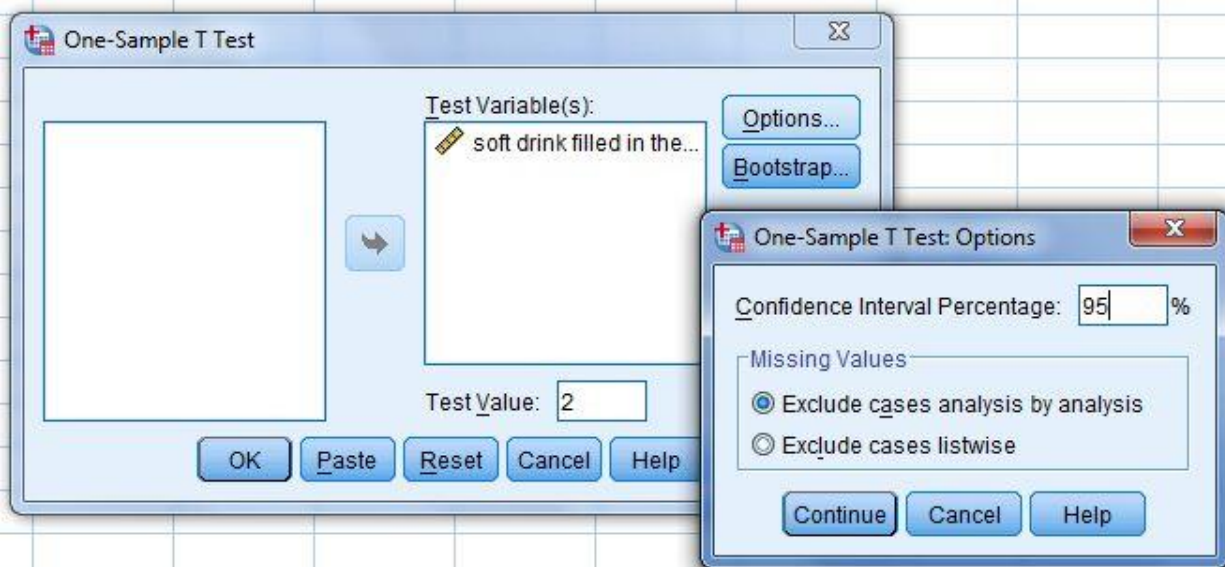 One-Sample T Test
Test Variable(s):
soft drink filled in the...
Options...
Bootstrap...
Test Value: 2
OK Paste Reset Cancel Help
One-Sample T Test: Options
Confidence Interval Percentage: 95 %
Missing Values
Exclude cases analysis by analysis
Exclude cases listwise
Continue Cancel Help